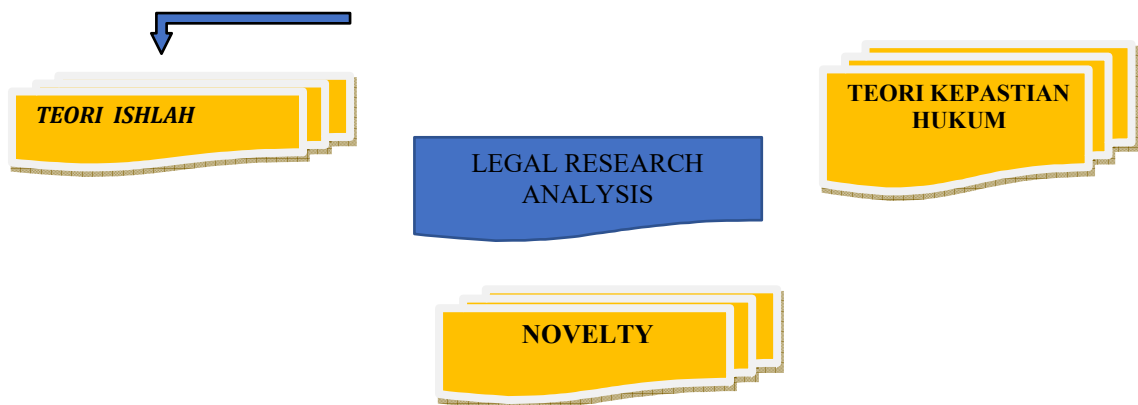 TEORI ISHLAH
TEORI KEPASTIAN
HUKUM
LEGAL RESEARCH
ANALYSIS
NOVELTY